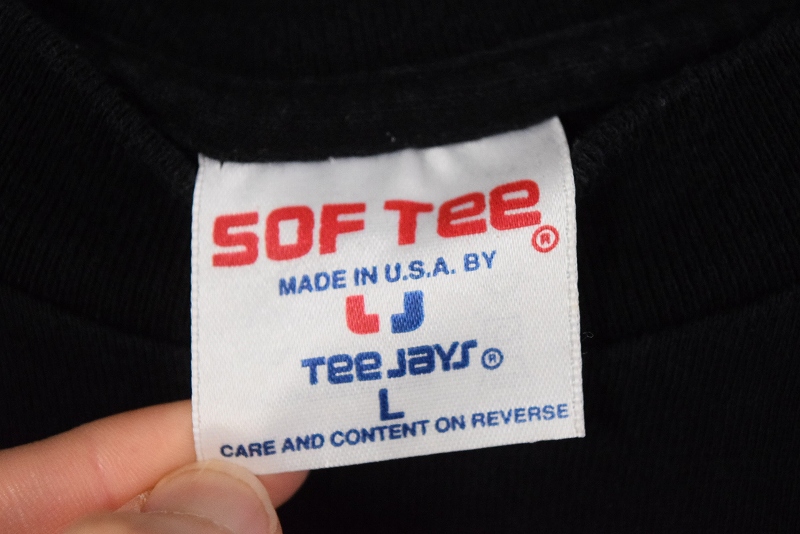 SOF TEE®
MADE IN U.S.A. BY
TEE JAYS®
L
CARE AND CONTENT ON REVERSE